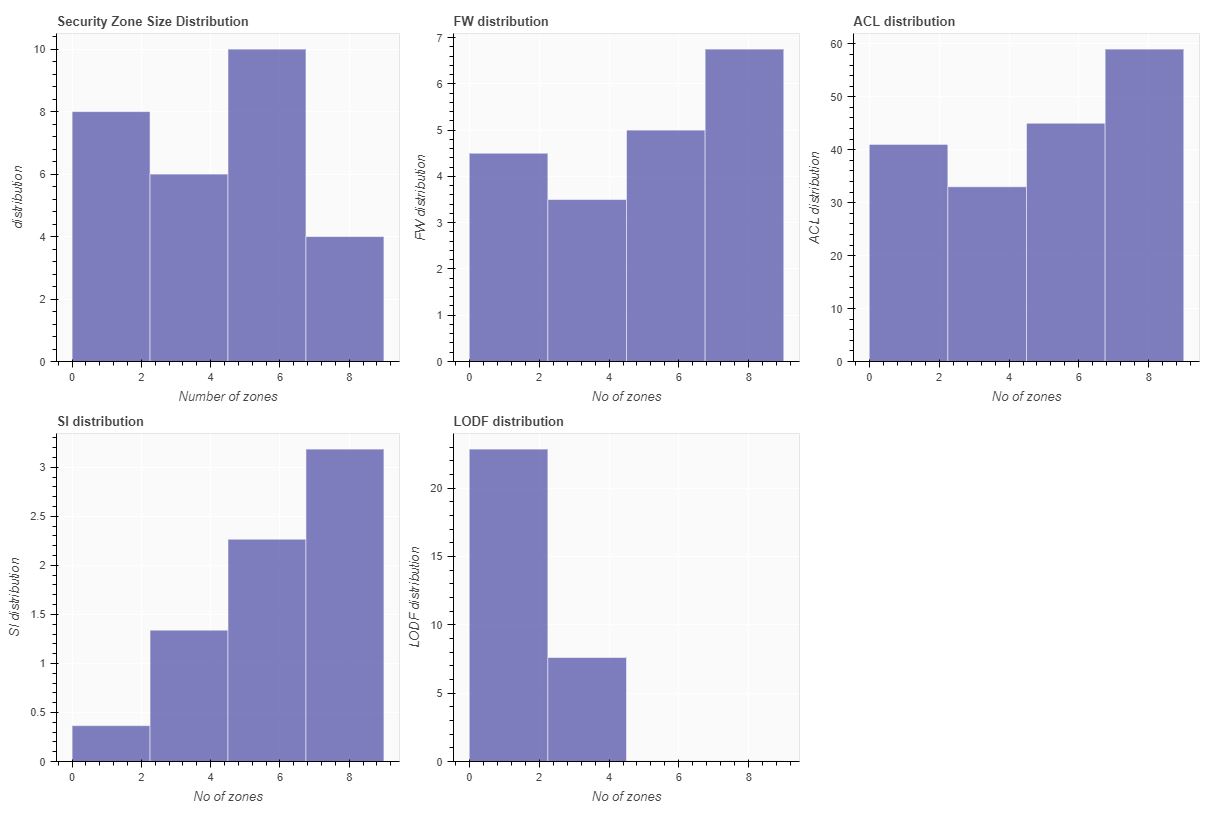 Security Zone Size Distribution
10
8
6
4
2
0
distribution
0 2 4 6 8
Number of zones
FW distribution
7
6
5
4
3
2
1
0
FW distribution
0 2 4 6 8
No of zones
ACL distribution
60
50
40
30
20
10
0
ACL distribution
0 2 4 6 8
No of zones
SI distribution
3
2.5
2
1.5
1
0.5
0
SI distribution
0 2 4 6 8
No of zones
LODF distribution
20
15
10
5
0
LODF distribution
0 2 4 6 8
No of zones